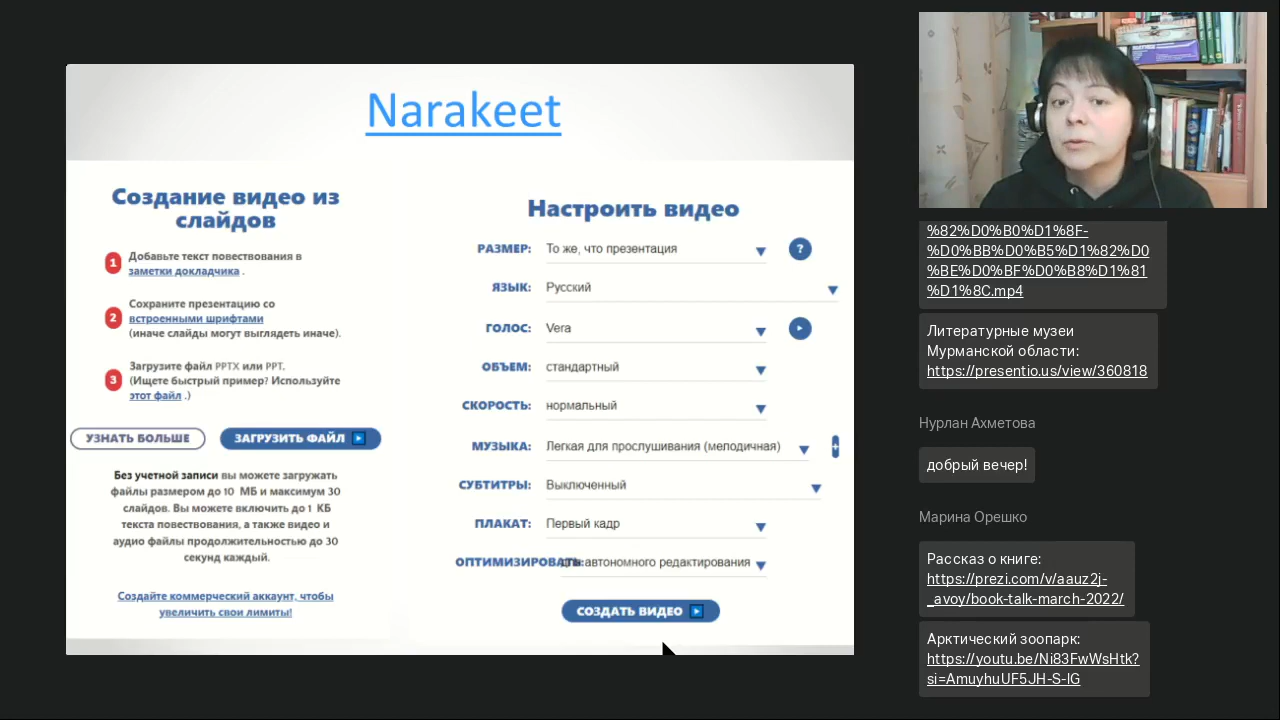 Narakeet
Создание видео из
слайдов
1 Добавьте текст повествования в
заметки докладчика .
2 Сохраните презентацию со
встроенными шрифтами
(иначе слайды могут выглядеть иначе).
3 Загрузите файл PPTX или PPT.
(Ищете быстрый пример? Используйте
этот файл .)
УЗНАТЬ БОЛЬШЕ ЗАГРУЗИТЬ ФАЙЛ
Без учетной записи вы можете загружать
файлы размером до 10 МБ и максимум 30
слайдов. Вы можете включить до 1 КБ
текста повествования, а также видео и
аудио файлы продолжительностью до 30
секунд каждый.
Создайте коммерческий аккаунт, чтобы
увеличить свои лимиты!
Настроить видео
РАЗМЕР: То же, что презентация ?
ЯЗЫК: Русский
ГОЛОС: Vera
ОБЪЕМ: стандартный
СКОРОСТЬ: нормальный
МУЗЫКА: Легкая для прослушивания (мелодичная) +
СУБТИТРЫ: Выключенный
ПЛАКАТ: Первый кадр
ОПТИМИЗИРОВАТЬ: для автономного редактирования
СОЗДАТЬ ВИДЕО
%82%D0%B0%D1%8F-
%D0%BB%D0%B5%D1%82%D0
%BE%D0%BF%D0%B8%D1%81
%D1%8C.mp4
Литературные музеи
Мурманской области:
https://presentio.us/view/360818
Нурлан Ахметова
добрый вечер!
Марина Орешко
Рассказ о книге:
https://prezi.com/v/aauz2j-
_avoy/book-talk-march-2022/
Арктический зоопарк:
https://youtu.be/Ni83FwWsHtk?
si=AmuyhuUF5JH-S-lG